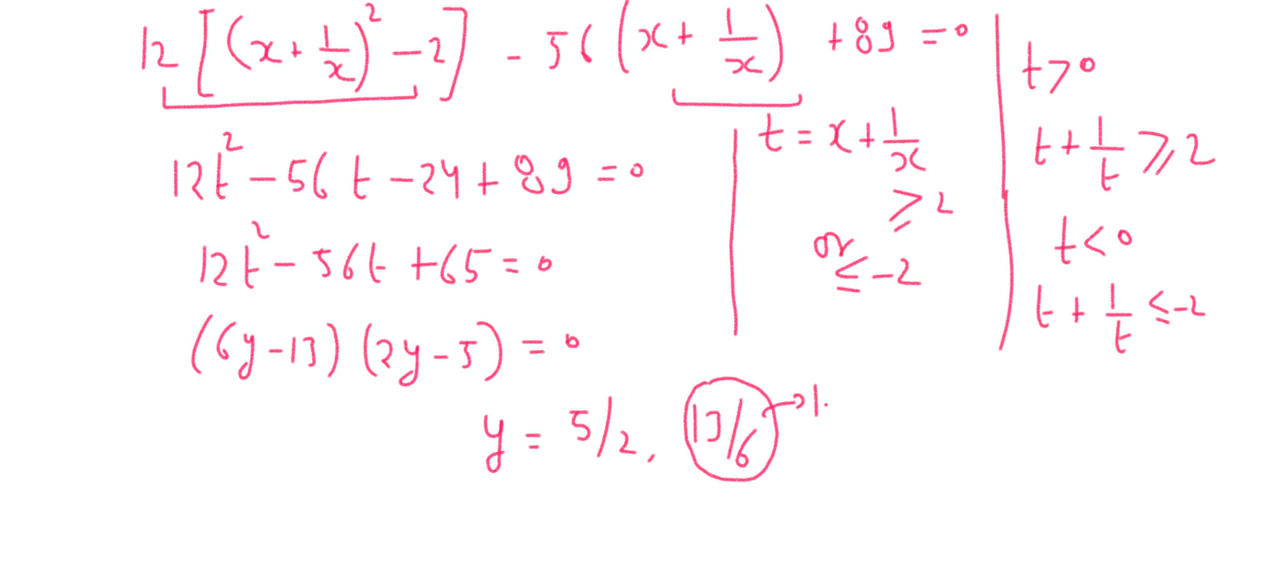 12[(x+1/x)²-2] - 56(x+1/x) +89 = 0
12t²-56t-24+89 = 0
12t²-56t+65 = 0
(6y-13)(2y-5) = 0
y = 5/2, 13/6
t = x+1/x
≥2
or
≤-2
t>0
t+1/t ≥2
t<0
t+1/t ≤-2